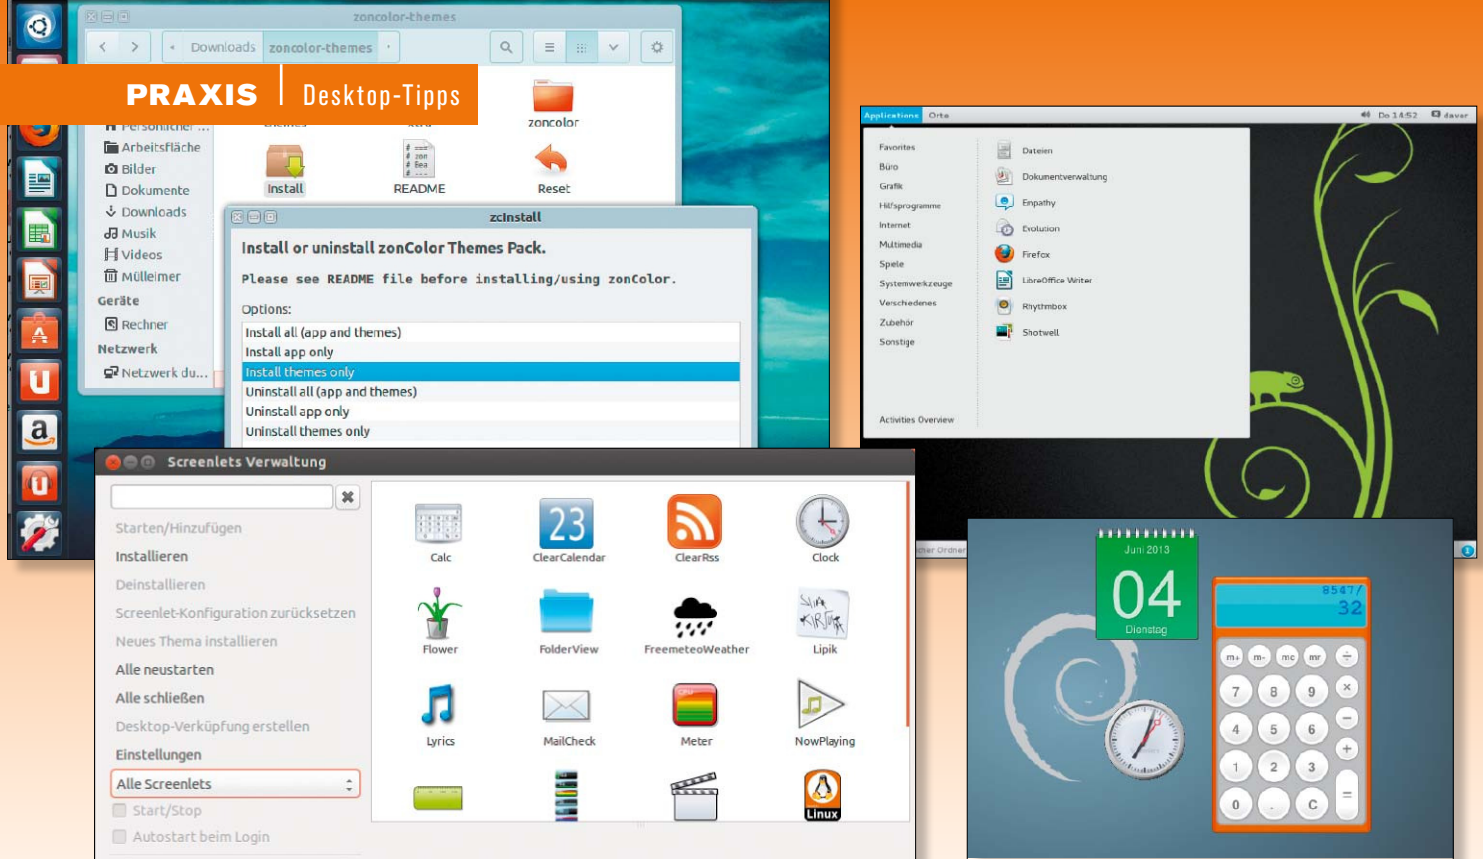 zoncolor-themes
Downloads
zoncolor-themes
PRAXIS
Desktop-Tipps
zoncolor
Arbeitsfläche
Bilder
Dokumente
Downloads
Musik
Videos
Mülleimer
Geräte
Rechner
Netzwerk
Netzwerk du...
Install
README
Reset
zcInstall
Install or uninstall zonColor Themes Pack.
Please see README file before installing/using zonColor.
Options:
Install all (app and themes)
Install app only
Install themes only
Uninstall all (app and themes)
Uninstall app only
Uninstall themes only
Applications Orte
Do 14:52
Favorites
Büro
Grafik
Hilfsprogramme
Internet
Multimedia
Spiele
Systemwerkzeuge
Verschiedenes
Zubehör
Sonstige
Activities Overview
Dateien
Dokumentverwaltung
Empathy
Evolution
Firefox
LibreOffice Writer
Rhythmbox
Shotwell
Screenlets Verwaltung
Starten/Hinzufügen
Installieren
Deinstallieren
Screenlet-Konfiguration zurücksetzen
Neues Thema installieren
Alle neustarten
Alle schließen
Desktop-Verküpfung erstellen
Einstellungen
Alle Screenlets
Start/Stop
Autostart beim Login
23
Calc
ClearCalendar
ClearRss
Clock
Flower
FolderView
FreemeteoWeather
Lipik
CPU
Lyrics
MailCheck
Meter
NowPlaying
Linux
Juni 2013
04
Dienstag
8547/
32
m+ m- mc mr ÷
7 8 9 ×
4 5 6 −
+
1 2 3
0 . C =